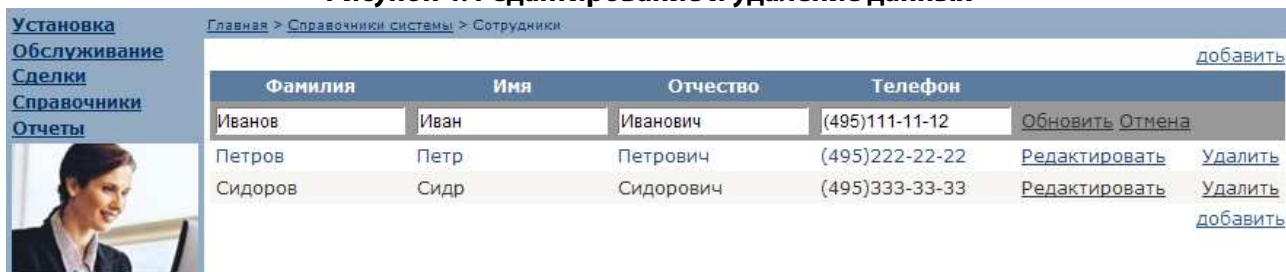 Установка
Обслуживание
Сделки
Справочники
Отчеты
Главная > Справочники системы > Сотрудники
добавить
Фамилия Имя Отчество Телефон
Иванов Иван Иванович (495)111-11-12 Обновить Отмена
Петров Петр Петрович (495)222-22-22 Редактировать Удалить
Сидоров Сидр Сидорович (495)333-33-33 Редактировать Удалить
добавить